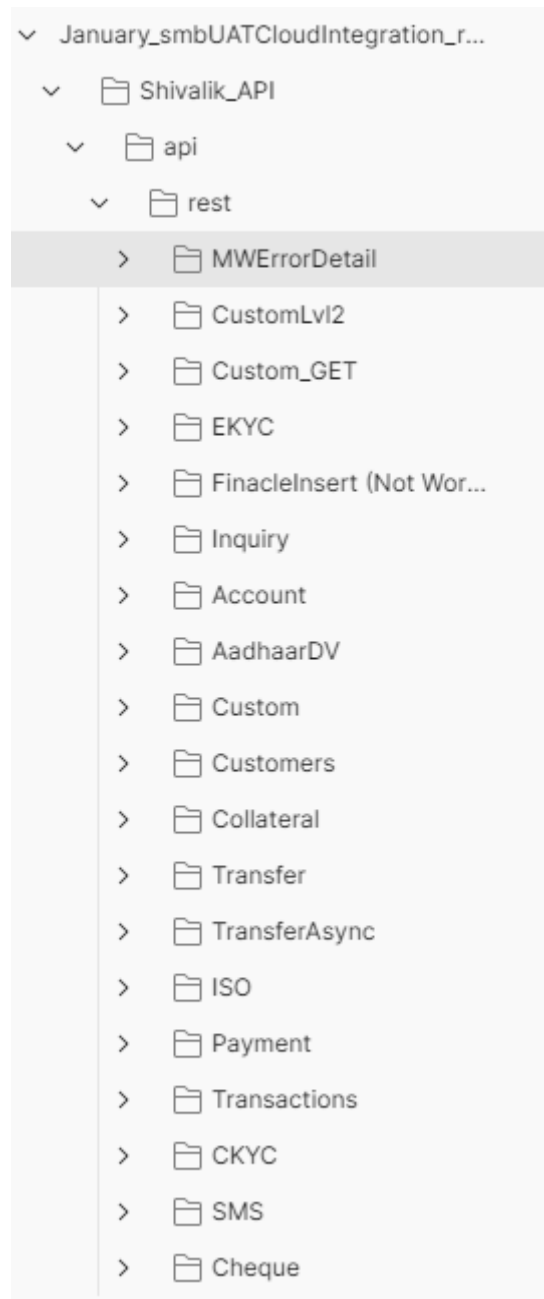 January_smbUATCloudIntegration_r...
Shivalik_API
api
rest
MWErrorDetail
CustomLvl2
Custom_GET
EKYC
FinacleInsert (Not Wor...
Inquiry
Account
AadhaarDV
Custom
Customers
Collateral
Transfer
TransferAsync
ISO
Payment
Transactions
CKYC
SMS
Cheque